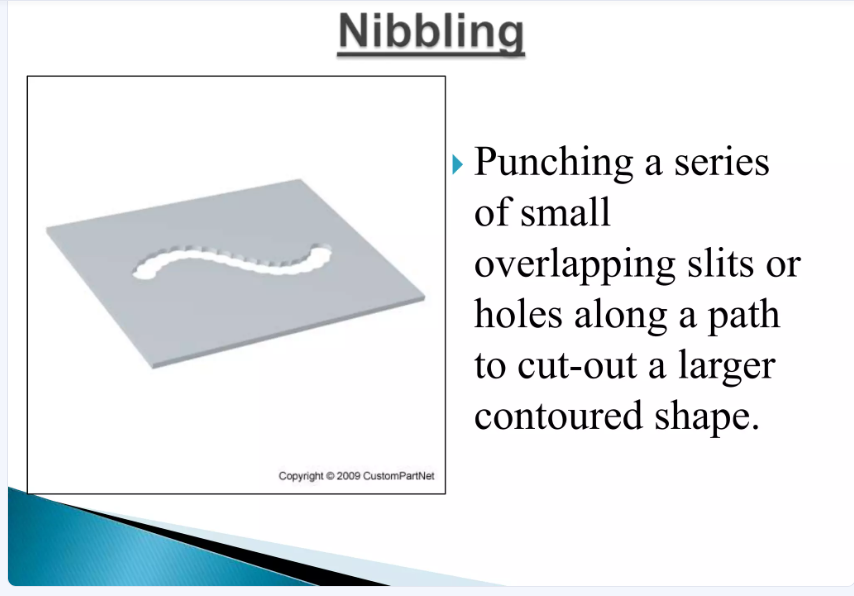 Nibbling
Punching a series
of small
overlapping slits or
holes along a path
to cut-out a larger
contoured shape.
Copyright © 2009 CustomPartNet